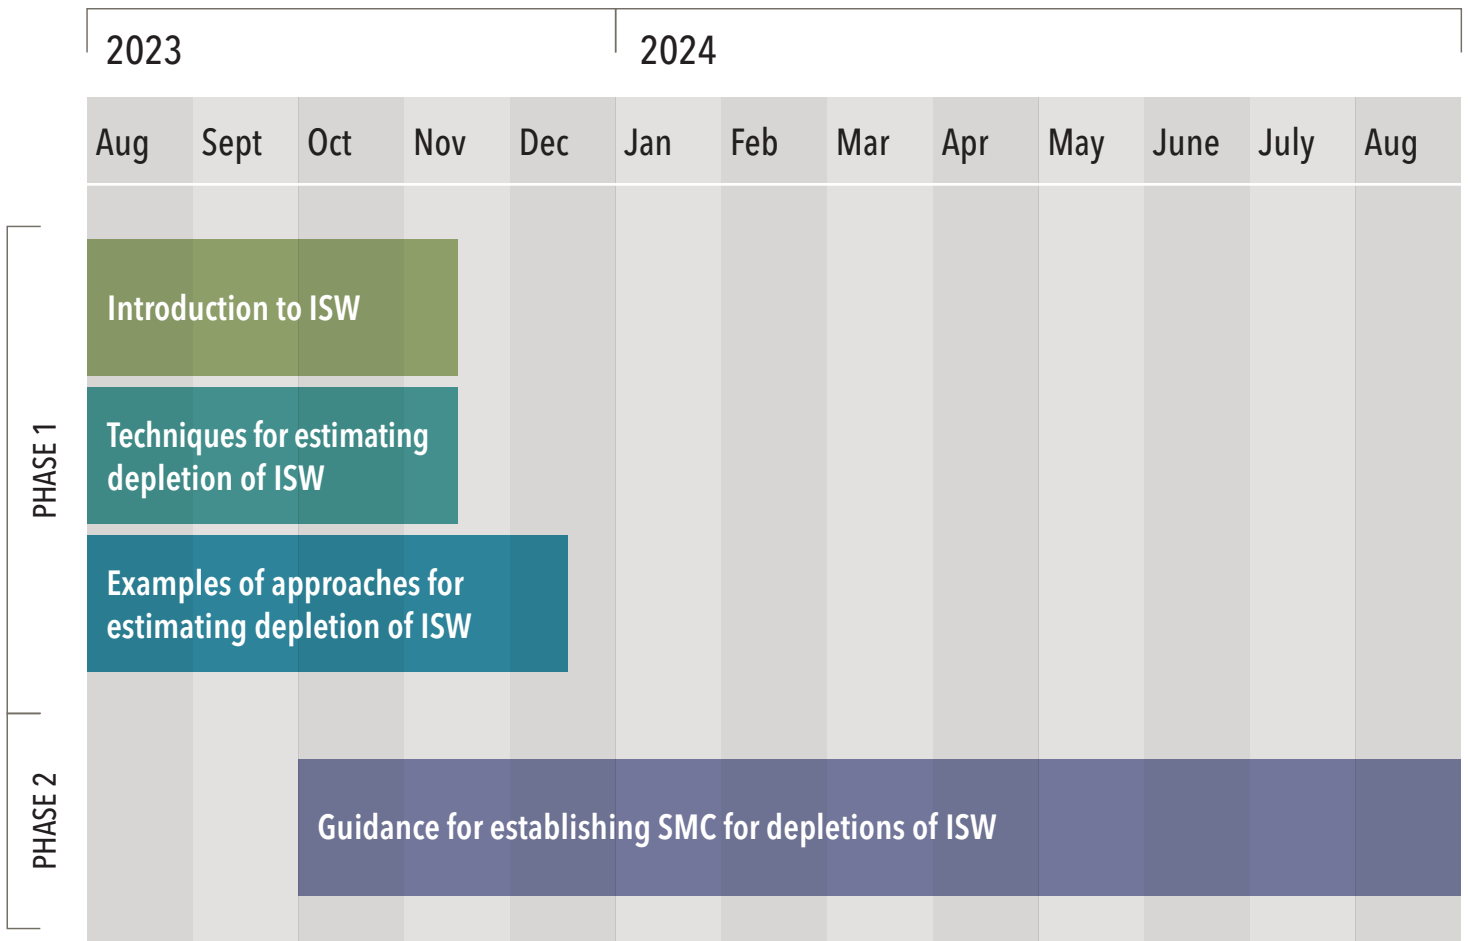 2023
2024
Aug Sept Oct Nov Dec Jan Feb Mar Apr May June July Aug
PHASE 1
Introduction to ISW
Techniques for estimating
depletion of ISW
Examples of approaches for
estimating depletion of ISW
PHASE 2
Guidance for establishing SMC for depletions of ISW